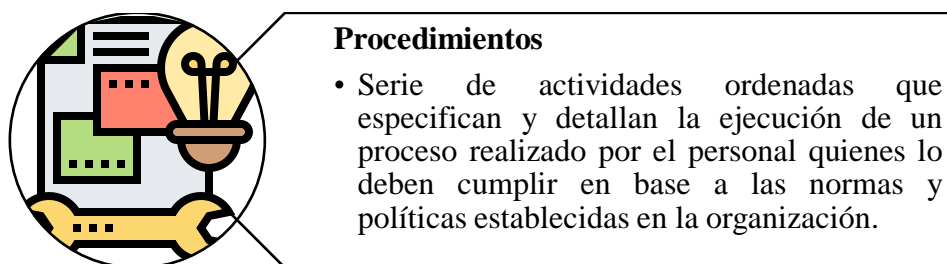 Procedimientos
• Serie de actividades ordenadas que
especifican y detallan la ejecución de un
proceso realizado por el personal quienes lo
deben cumplir en base a las normas y
políticas establecidas en la organización.